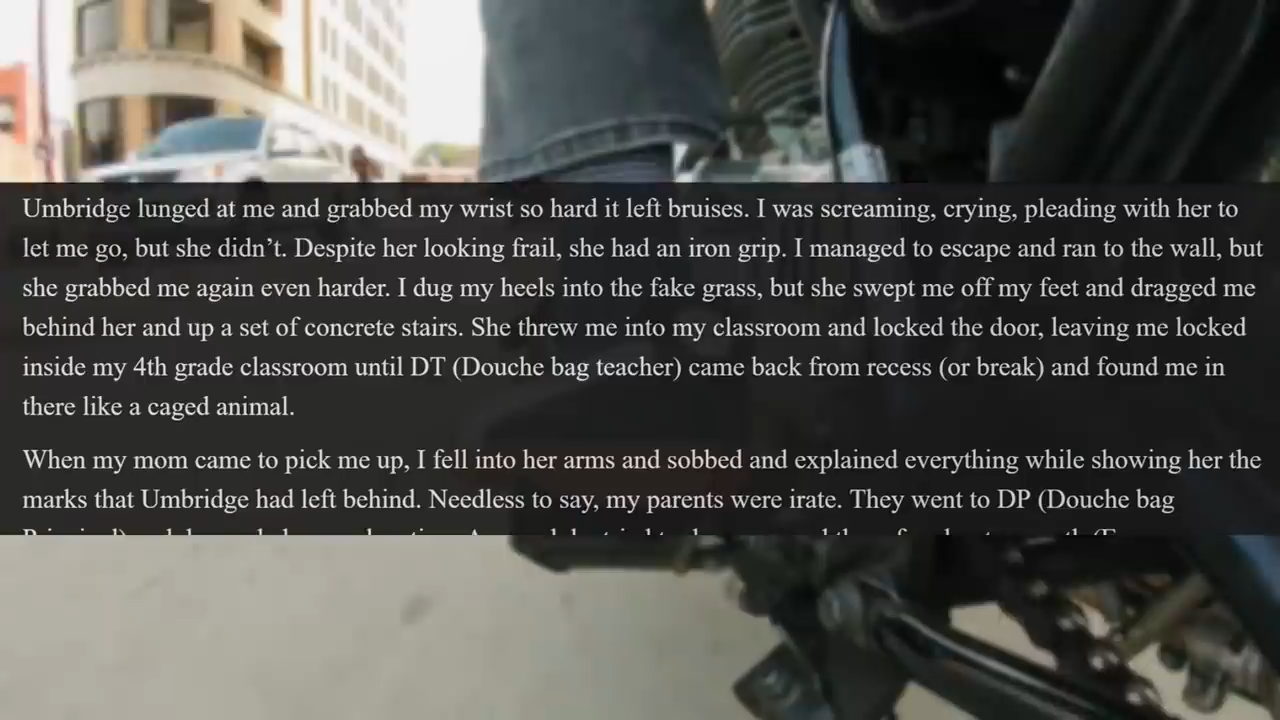 Umbridge lunged at me and grabbed my wrist so hard it left bruises. I was screaming, crying, pleading with her to
let me go, but she didn’t. Despite her looking frail, she had an iron grip. I managed to escape and ran to the wall, but
she grabbed me again even harder. I dug my heels into the fake grass, but she swept me off my feet and dragged me
behind her and up a set of concrete stairs. She threw me into my classroom and locked the door, leaving me locked
inside my 4th grade classroom until DT (Douche bag teacher) came back from recess (or break) and found me in
there like a caged animal.
When my mom came to pick me up, I fell into her arms and sobbed and explained everything while showing her the
marks that Umbridge had left behind. Needless to say, my parents were irate. They went to DP (Douche bag